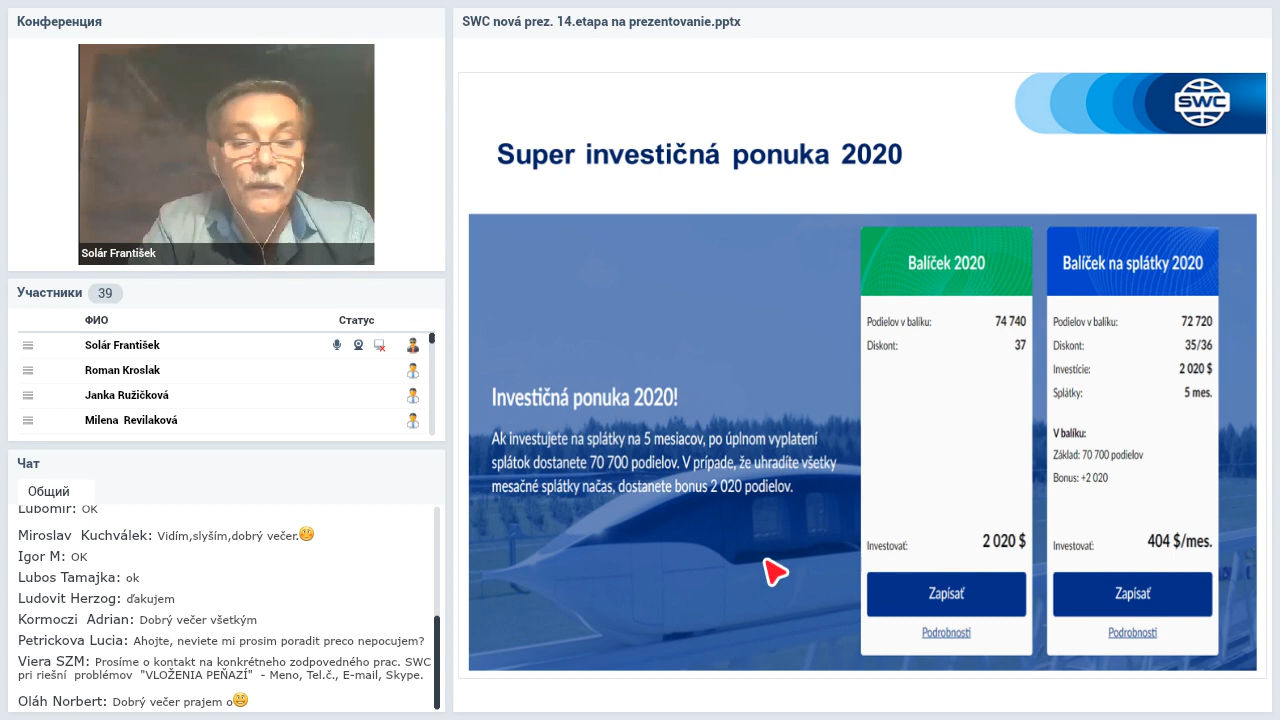 Конференция
Solár František
Участники 39
ФИО Статус
Solár František
Roman Kroslak
Janka Ružičková
Milena Revilaková
Чат
Общий
Lubomir: OK
Miroslav Kuchválek: Vidím,slyším,dobrý večer.
Igor M: OK
Lubos Tamajka: ok
Ludovit Herzog: ďakujem
Kormoczi Adrian: Dobrý večer všetkým
Petrickova Lucia: Ahojte, neviete mi prosim poradit preco nepocujem?
Viera SZM: Prosíme o kontakt na konkrétneho zodpovedného prac. SWC
pri riešní problémov "VLOŽENIA PEŇAZÍ" - Meno, Tel.č., E-mail, Skype.
Oláh Norbert: Dobrý večer prajem o
SWC nová prez. 14.etapa na prezentovanie.pptx
SWC
Super investičná ponuka 2020
Investičná ponuka 2020!
Ak investujete na splátky na 5 mesiacov, po úplnom vyplatení
splátok dostanete 70 700 podielov. V prípade, že uhradíte všetky
mesačné splátky načas, dostanete bonus 2 020 podielov.
Balíček 2020
Podielov v balíku: 74 740
Diskont: 37
Investovať: 2 020 $
Zapísať
Podrobnosti
Balíček na splátky 2020
Podielov v balíku: 72 720
Diskont: 35/36
Investície: 2 020 $
Splátky: 5 mes.
V balíku:
Základ: 70 700 podielov
Bonus: +2 020
Investovať: 404 $/mes.
Zapísať
Podrobnosti